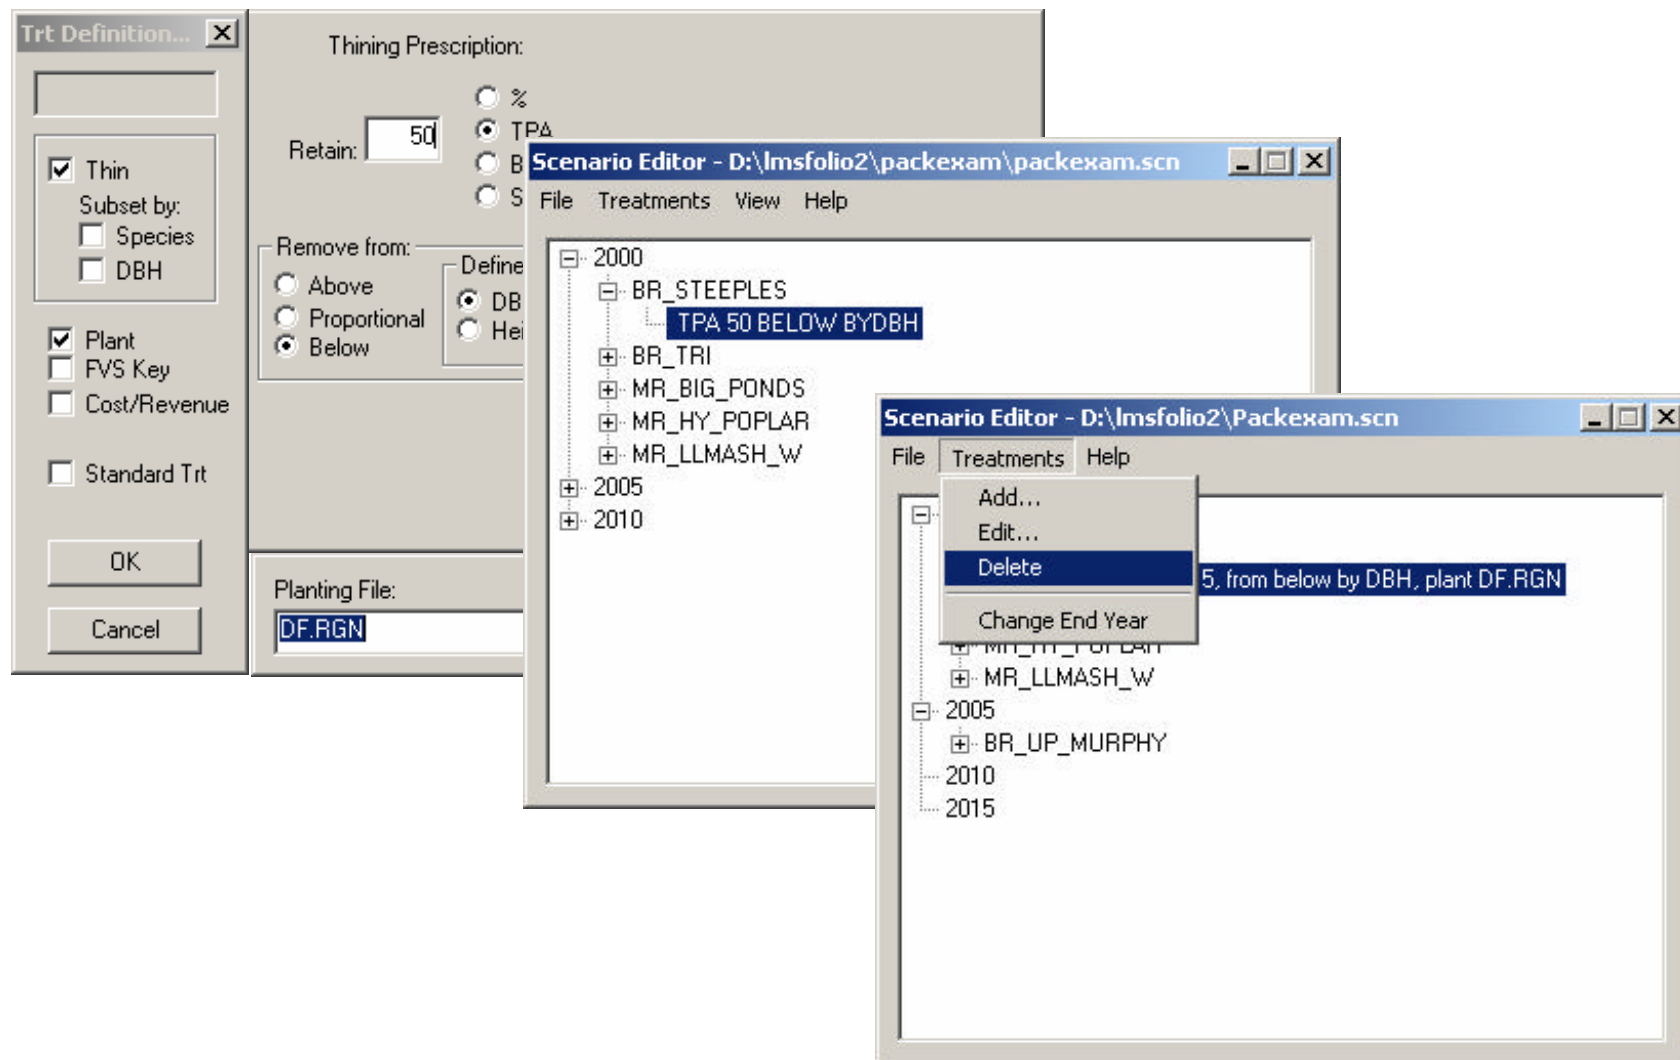 Trt Definition...
Thin
Subset by:
Species
DBH
Plant
FVS Key
Cost/Revenue
Standard Trt
OK
Cancel
Thining Prescription:
Retain: 50
%
TPA
B
S
Remove from:
Above
Proportional
Below
Define
DB
Hei
Planting File:
DF.RGN
Scenario Editor - D:\lmsfolio2\packexam\packexam.scn
File Treatments View Help
2000
BR_STEEPLES
TPA 50 BELOW BYDBH
BR_TRI
MR_BIG_PONDS
MR_HY_POPLAR
MR_LLMASH_W
2005
2010
Scenario Editor - D:\lmsfolio2\Packexam.scn
File Treatments Help
Add...
Edit...
Delete
Change End Year
5, from below by DBH, plant DF.RGN
MR_HY_POPLAR
MR_LLMASH_W
2005
BR_UP_MURPHY
2010
2015